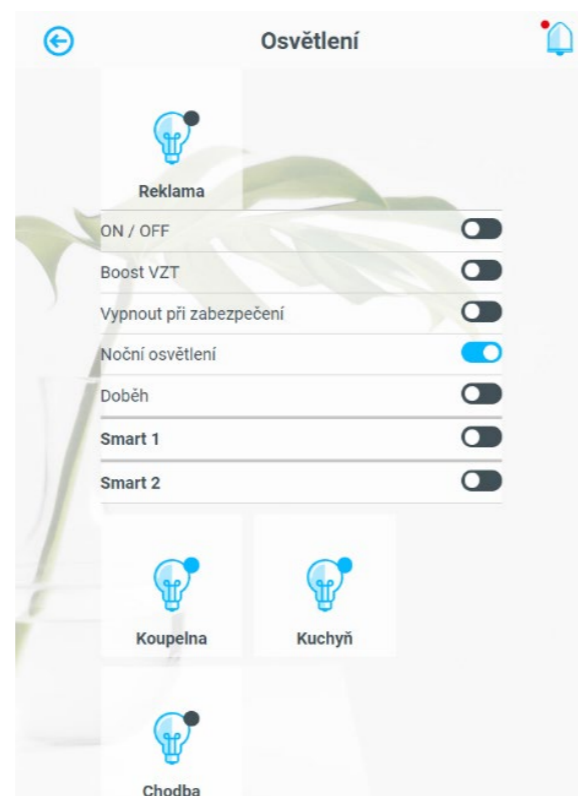 Osvětlení
Reklama
ON / OFF
Boost VZT
Vypnout při zabezpečení
Noční osvětlení
Doběh
Smart 1
Smart 2
Koupelna Kuchyň
Chodba